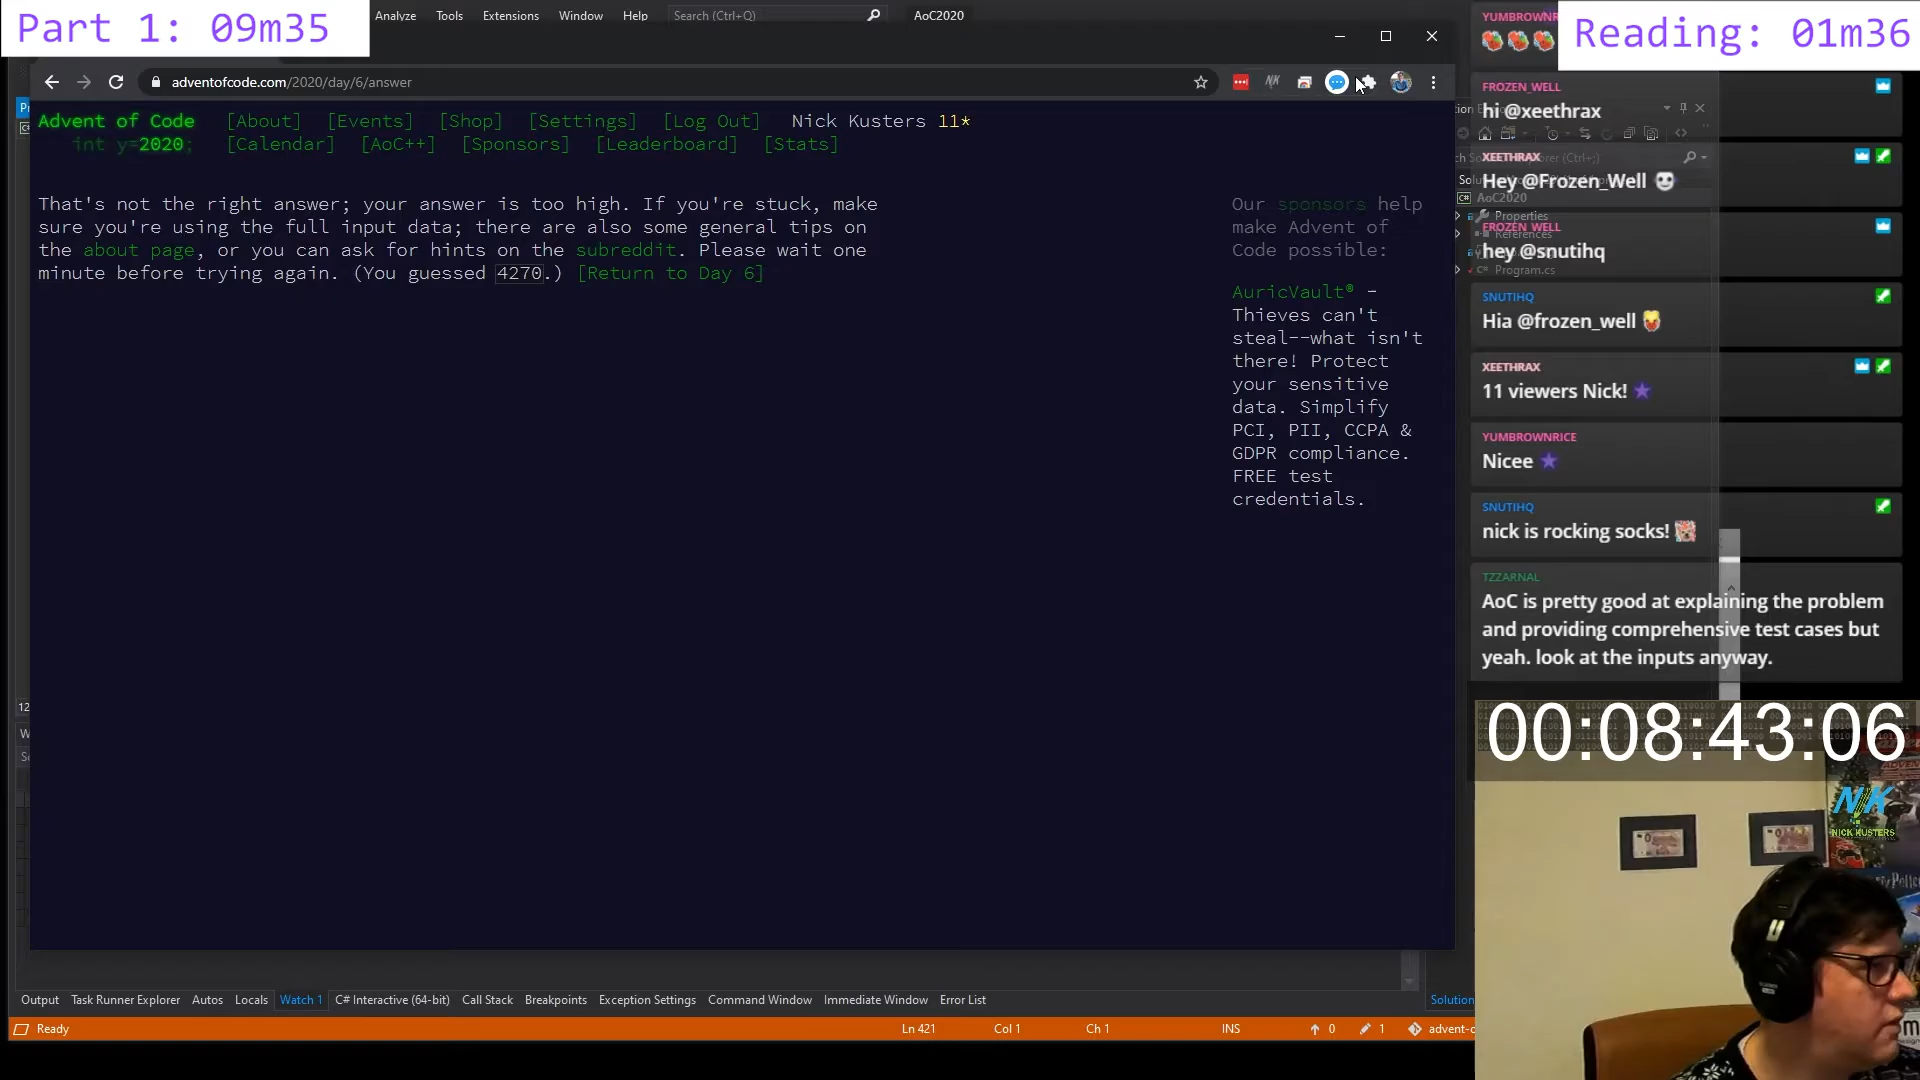 Part 1: 09m35
Analyze Tools Extensions Window Help Search (Ctrl+Q) AoC2020
Reading: 01m36
adventofcode.com/2020/day/6/answer
Advent of Code [About] [Events] [Shop] [Settings] [Log Out] Nick Kusters 11*
int y=2020; [Calendar] [AoC++] [Sponsors] [Leaderboard] [Stats]
That's not the right answer; your answer is too high. If you're stuck, make
sure you're using the full input data; there are also some general tips on
the about page, or you can ask for hints on the subreddit. Please wait one
minute before trying again. (You guessed 4270.) [Return to Day 6]
Our sponsors help
make Advent of
Code possible:
AuricVault® -
Thieves can't
steal--what isn't
there! Protect
your sensitive
data. Simplify
PCI, PII, CCPA &
GDPR compliance.
FREE test
credentials.
FROZEN_WELL
hi @xeethrax
XEETHRAX
Hey @Frozen_Well
AoC2020
Properties
References
FROZEN_WELL
hey @snutihq
Program.cs
SNUTIHQ
Hia @frozen_well
XEETHRAX
11 viewers Nick!
YUMBROWNRICE
Nicee
SNUTIHQ
nick is rocking socks!
TZZARNAL
AoC is pretty good at explaining the problem
and providing comprehensive test cases but
yeah. look at the inputs anyway.
00:08:43:06
NK
NICK KUSTERS
Output Task Runner Explorer Autos Locals Watch 1 C# Interactive (64-bit) Call Stack Breakpoints Exception Settings Command Window Immediate Window Error List
Ready Ln 421 Col 1 Ch 1 INS 0 1